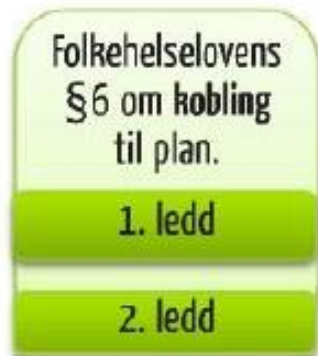 Folkehelselovens
§6 om kobling
til plan.
1. ledd
2. ledd